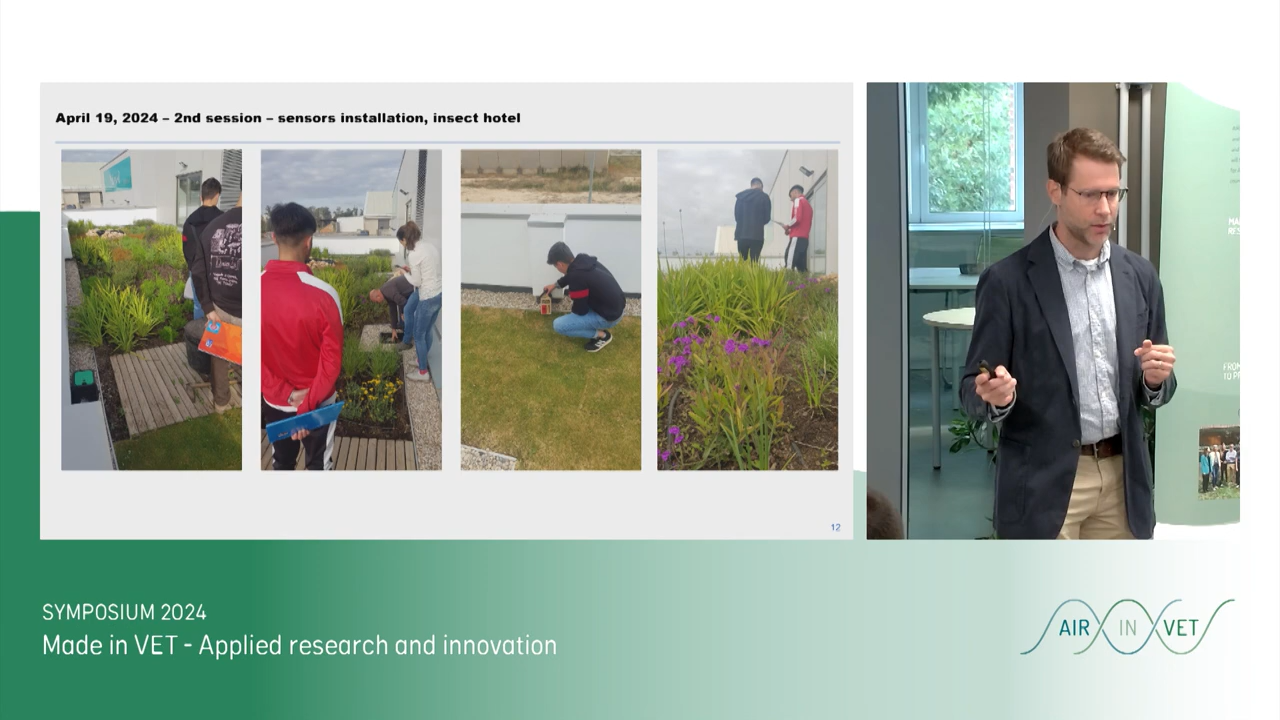 April 19, 2024 – 2nd session – sensors installation, insect hotel
12
SYMPOSIUM 2024
Made in VET - Applied research and innovation
AIR IN VET